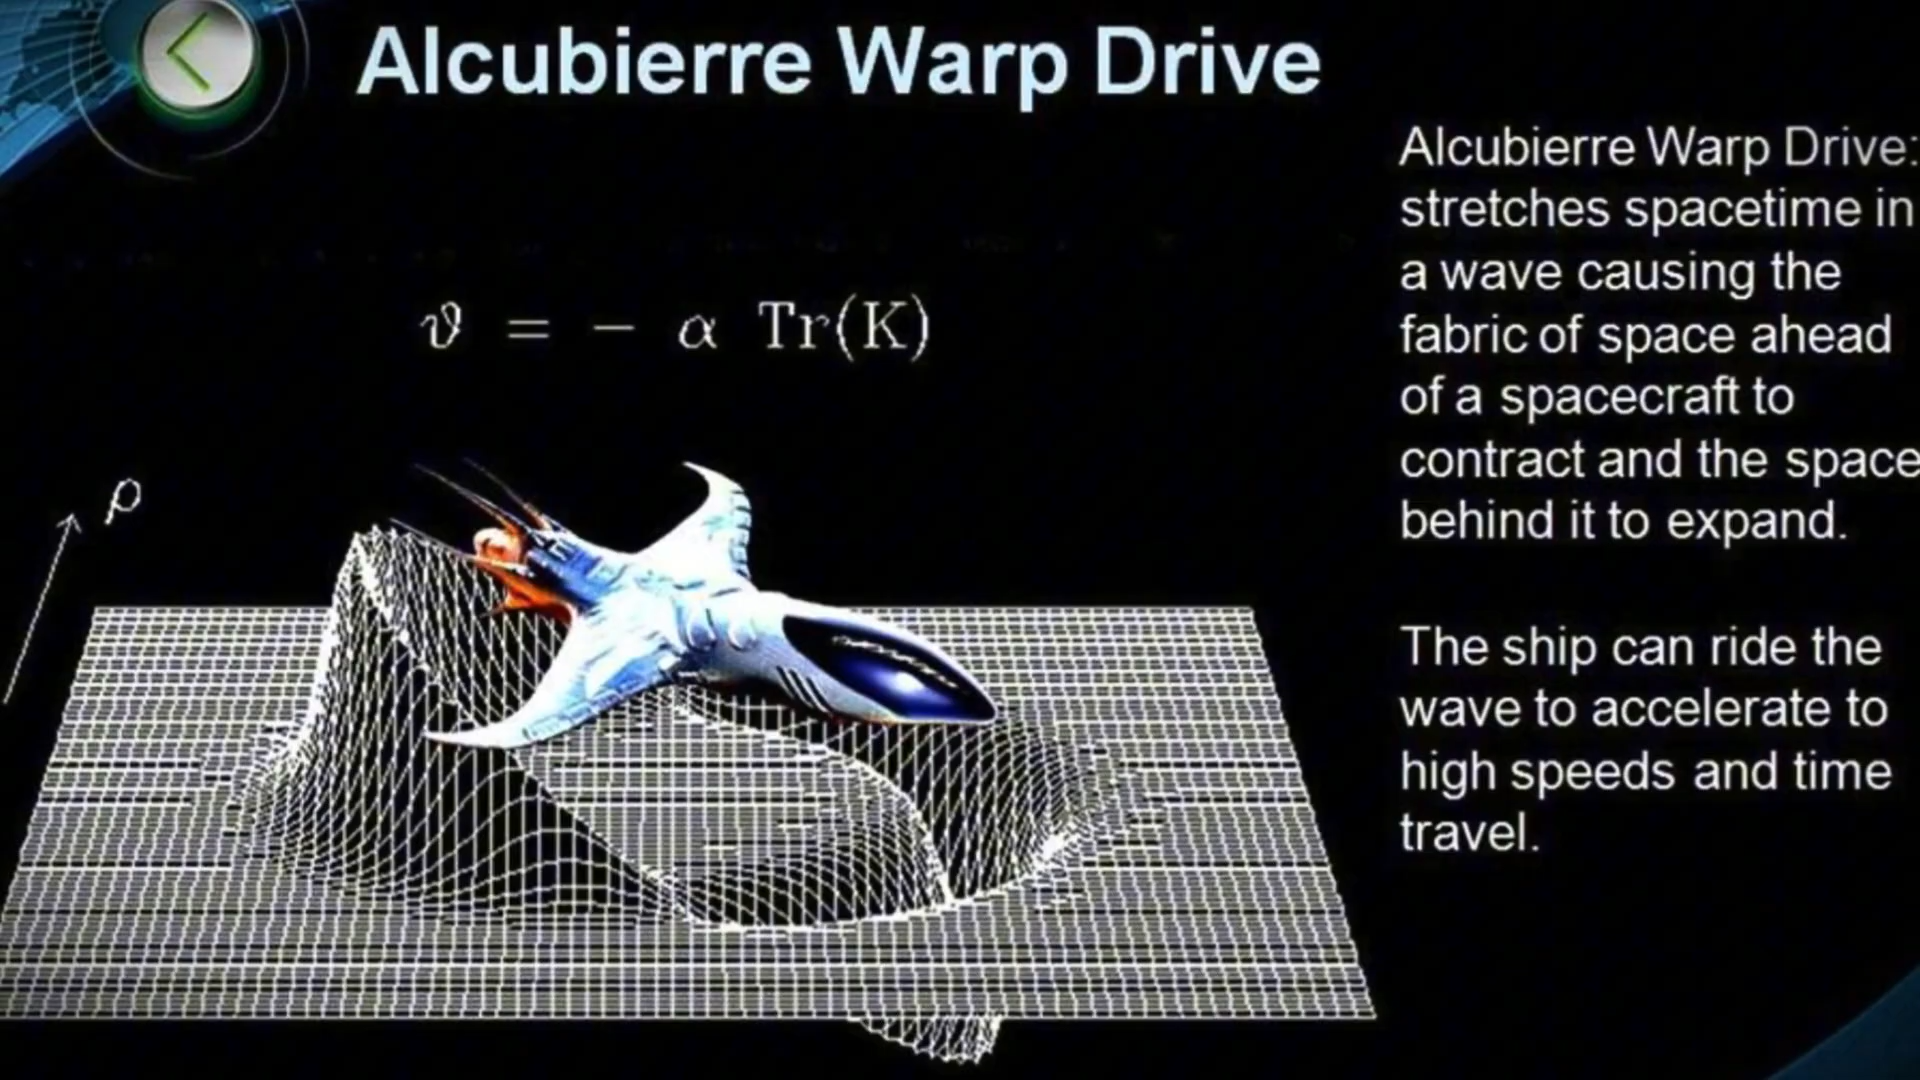 Alcubierre Warp Drive
ϑ = − α Tr(K)
ρ
Alcubierre Warp Drive:
stretches spacetime in
a wave causing the
fabric of space ahead
of a spacecraft to
contract and the space
behind it to expand.
The ship can ride the
wave to accelerate to
high speeds and time
travel.